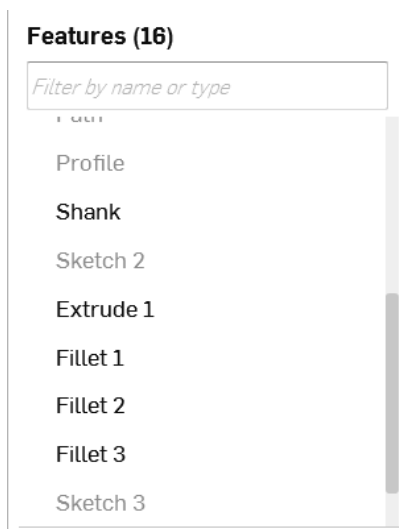 Features (16)
Filter by name or type
Path
Profile
Shank
Sketch 2
Extrude 1
Fillet 1
Fillet 2
Fillet 3
Sketch 3